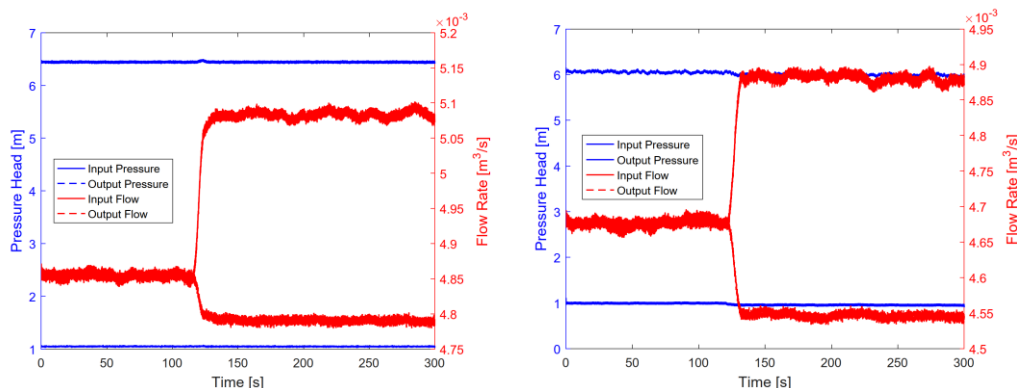 ×10⁻³
7
6
5
4
3
2
1
Pressure Head [m]
Input Pressure
Output Pressure
Input Flow
Output Flow
5.2
5.15
5.1
5.05
5
4.95
4.9
4.85
4.8
4.75
Flow Rate [m³/s]
0 50 100 150 200 250 300
Time [s]
×10⁻³
7
6
5
4
3
2
1
0
Pressure Head [m]
Input Pressure
Output Pressure
Input Flow
Output Flow
4.95
4.9
4.85
4.8
4.75
4.7
4.65
4.6
4.55
4.5
Flow Rate [m³/s]
0 50 100 150 200 250 300
Time [s]